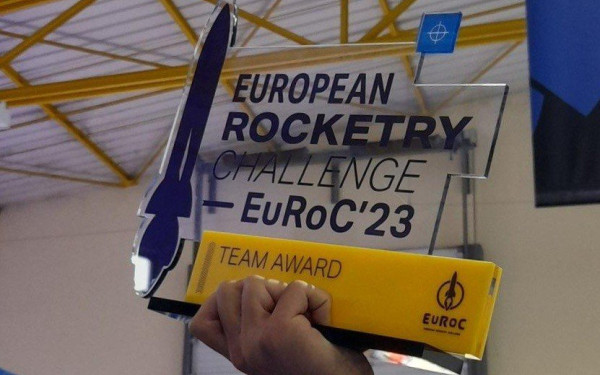 EUROPEAN
ROCKETRY
CHALLENGE
— EuRoC'23
TEAM AWARD
EuRoC